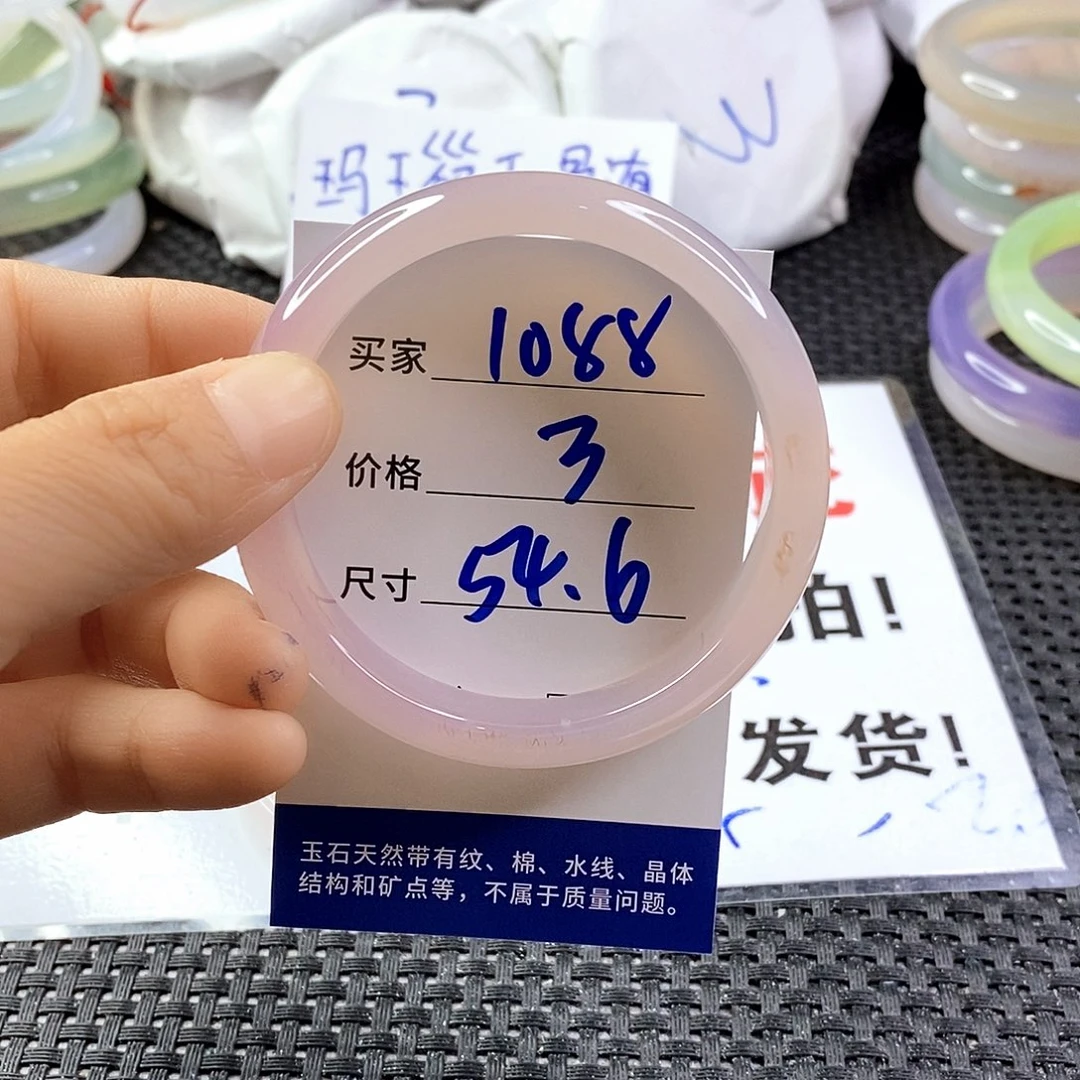 玛瑙
买家 1088
价格 3
尺寸 54.6
拍!
发货!
玉石天然带有纹、棉、水线、晶体
结构和矿点等，不属于质量问题。